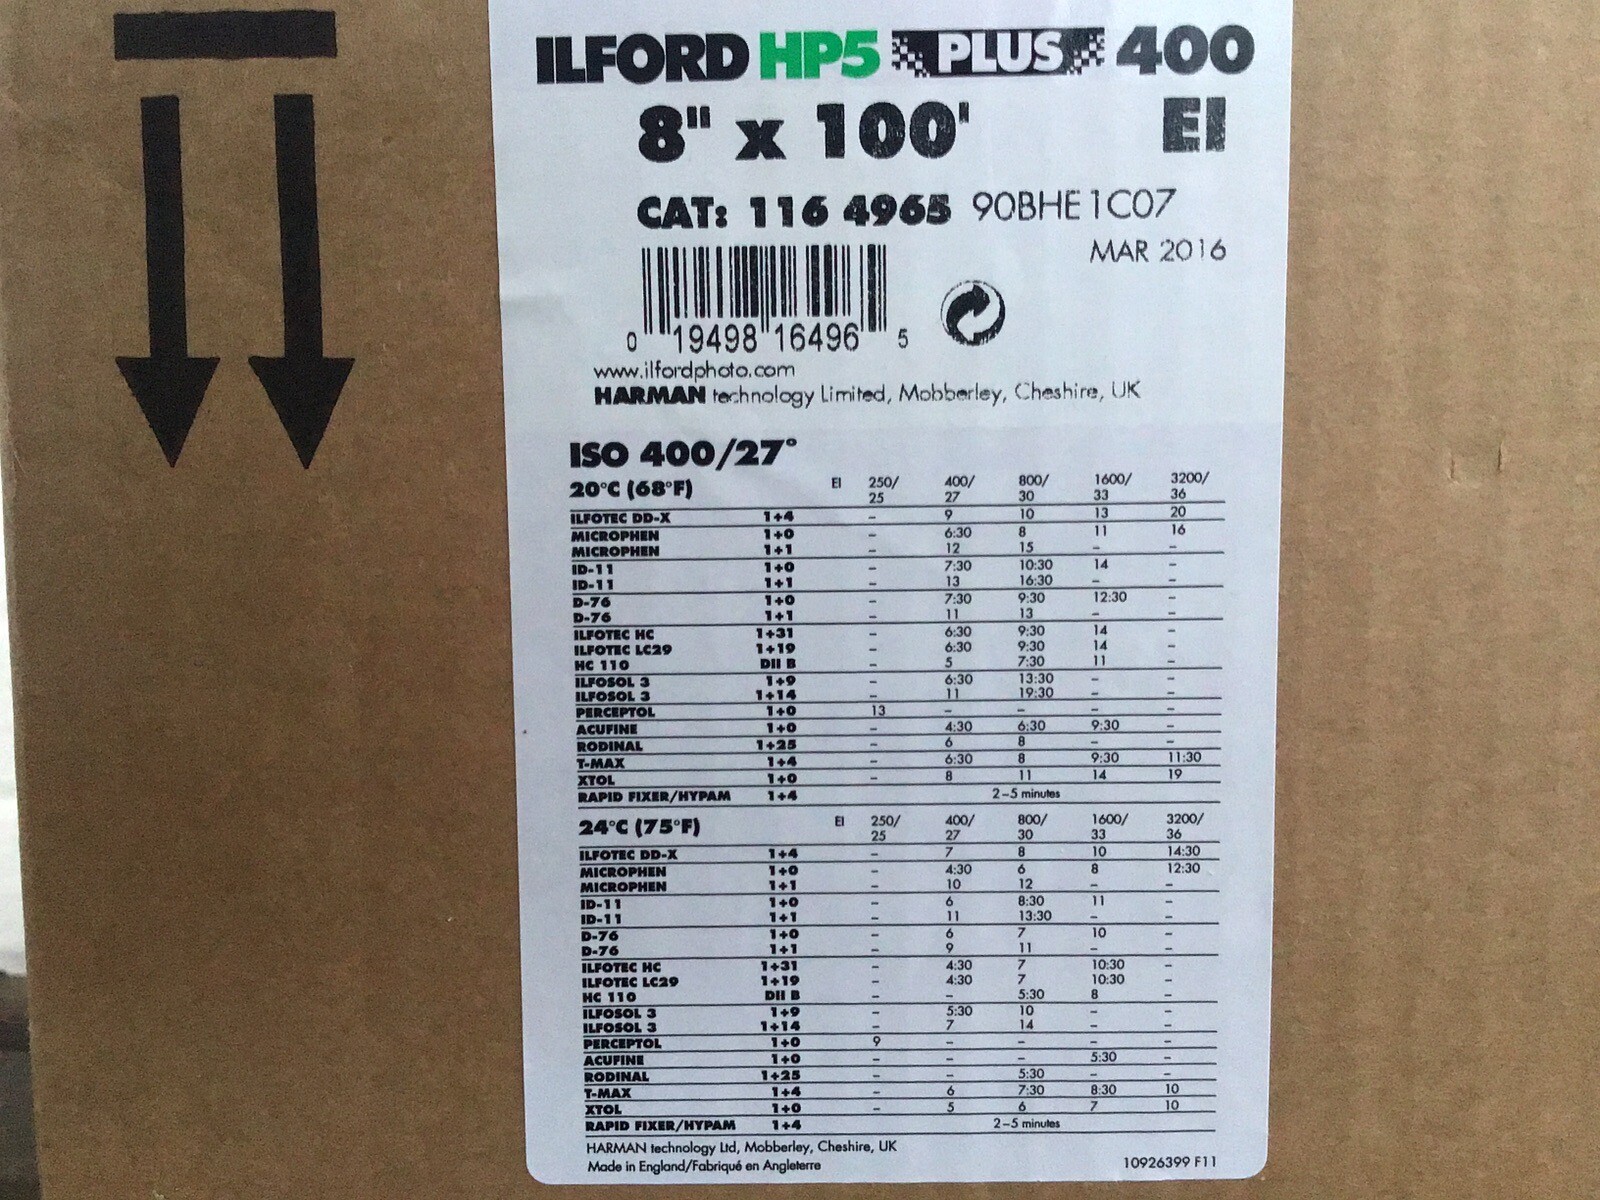 ILFORD HP5 PLUS 400
8" x 100' EI
CAT: 116 4965 90BHE1C07
MAR 2016
0 19498 16496 5
www.ilfordphoto.com
HARMAN technology Limited, Mobberley, Cheshire, UK
ISO 400/27°
20°C (68°F) EI 250/25 400/27 800/30 1600/33 3200/36
ILFOTEC DD-X 1+4 – 9 10 13 20
MICROPHEN 1+0 – 6:30 8 11 16
MICROPHEN 1+1 – 12 15 – –
ID-11 1+0 – 7:30 10:30 14 –
ID-11 1+1 – 13 16:30 – –
D-76 1+0 – 7:30 9:30 12:30 –
D-76 1+1 – 11 13 – –
ILFOTEC HC 1+31 – 6:30 9:30 14 –
ILFOTEC LC29 1+19 – 6:30 9:30 14 –
HC 110 Dil B – 5 7:30 11 –
ILFOSOL 3 1+9 – 6:30 13:30 – –
ILFOSOL 3 1+14 – 11 19:30 – –
PERCEPTOL 1+0 13 – – – –
ACUFINE 1+0 – 4:30 6:30 9:30 –
RODINAL 1+25 – 6 8 – –
T-MAX 1+4 – 6:30 8 9:30 11:30
XTOL 1+0 – 8 11 14 19
RAPID FIXER/HYPAM 1+4 2–5 minutes
24°C (75°F) EI 250/25 400/27 800/30 1600/33 3200/36
ILFOTEC DD-X 1+4 – 7 8 10 14:30
MICROPHEN 1+0 – 4:30 6 8 12:30
MICROPHEN 1+1 – 10 12 – –
ID-11 1+0 – 6 8:30 11 –
ID-11 1+1 – 11 13:30 – –
D-76 1+0 – 6 7 10 –
D-76 1+1 – 9 11 – –
ILFOTEC HC 1+31 – 4:30 7 10:30 –
ILFOTEC LC29 1+19 – 4:30 7 10:30 –
HC 110 Dil B – – 5:30 8 –
ILFOSOL 3 1+9 – 5:30 10 – –
ILFOSOL 3 1+14 – 7 14 – –
PERCEPTOL 1+0 9 – – – –
ACUFINE 1+0 – – – 5:30 –
RODINAL 1+25 – – 5:30 – –
T-MAX 1+4 – 6 7:30 8:30 10
XTOL 1+0 – 5 6 7 10
RAPID FIXER/HYPAM 1+4 2–5 minutes
HARMAN technology Ltd, Mobberley, Cheshire, UK
Made in England/Fabriqué en Angleterre 10926399 F11